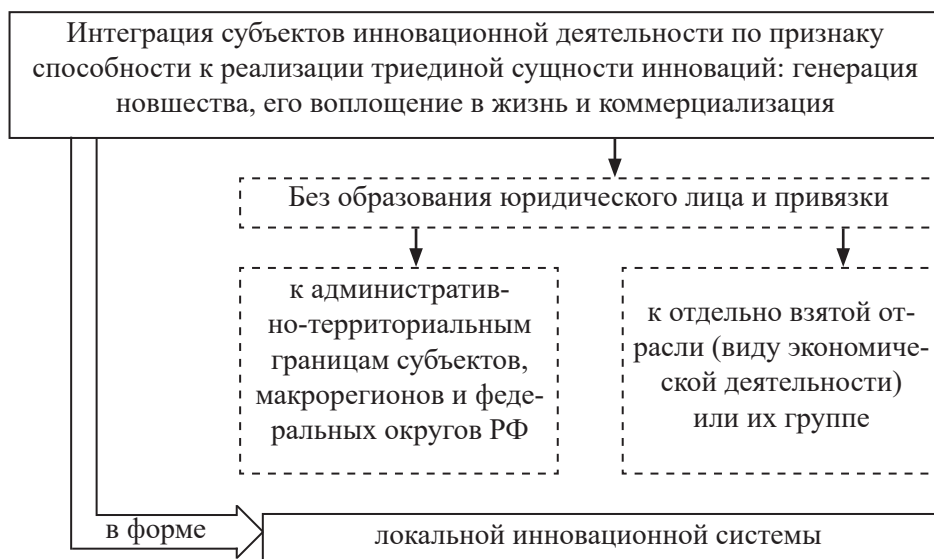 Интеграция субъектов инновационной деятельности по признаку
способности к реализации триединой сущности инноваций: генерация
новшества, его воплощение в жизнь и коммерциализация
Без образования юридического лица и привязки
к административ-
но-территориальным
границам субъектов,
макрорегионов и феде-
ральных округов РФ
к отдельно взятой от-
расли (виду экономиче-
ской деятельности)
или их группе
в форме
локальной инновационной системы